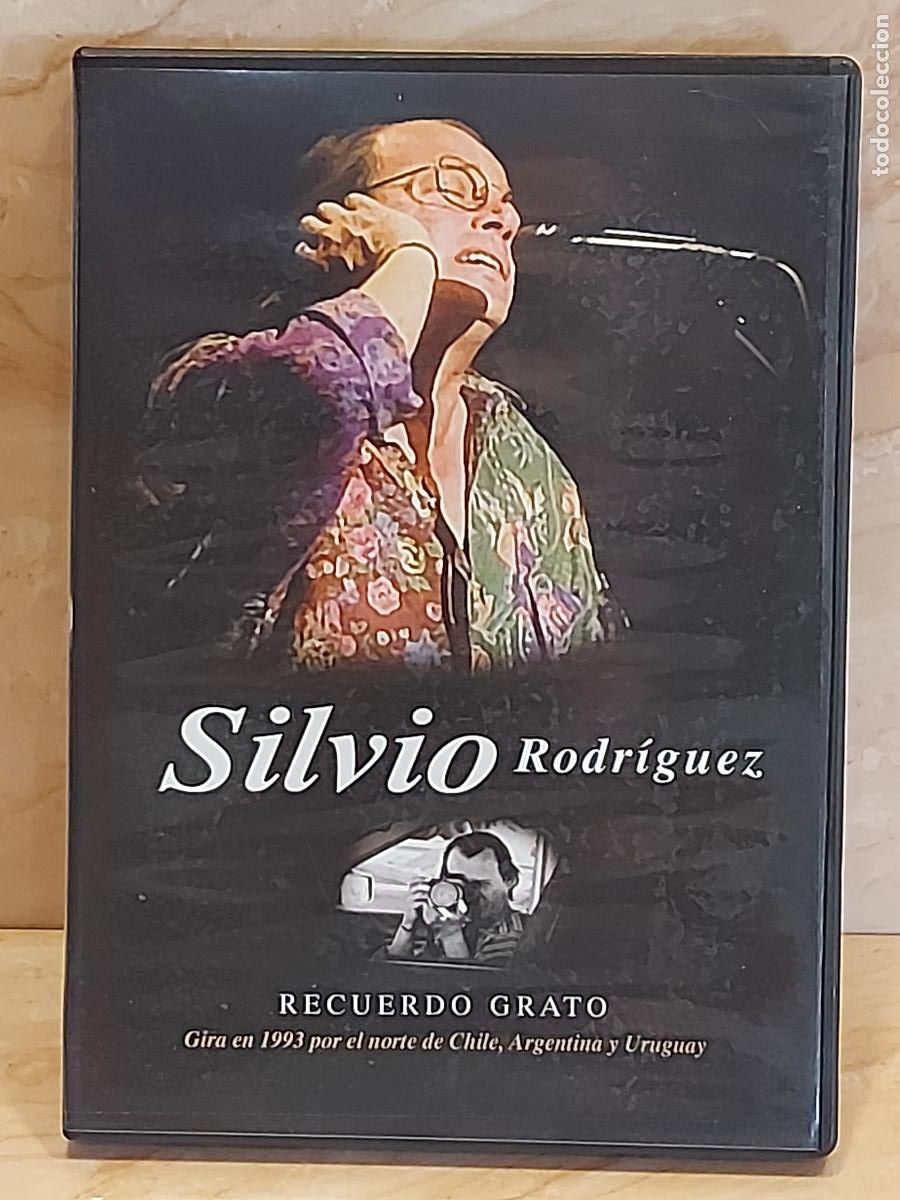 todocoleccion
Silvio Rodríguez
RECUERDO GRATO
Gira en 1993 por el norte de Chile, Argentina y Uruguay